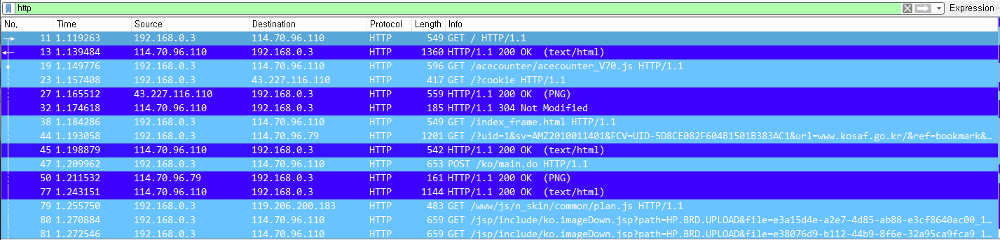 http Expression…
No. Time Source Destination Protocol Length Info
11 1.119263 192.168.0.3 114.70.96.110 HTTP 549 GET / HTTP/1.1
13 1.139484 114.70.96.110 192.168.0.3 HTTP 1360 HTTP/1.1 200 OK (text/html)
19 1.149776 192.168.0.3 114.70.96.110 HTTP 596 GET /acecounter/acecounter_V70.js HTTP/1.1
23 1.157408 192.168.0.3 43.227.116.110 HTTP 417 GET /?cookie HTTP/1.1
27 1.165512 43.227.116.110 192.168.0.3 HTTP 559 HTTP/1.1 200 OK (PNG)
32 1.174618 114.70.96.110 192.168.0.3 HTTP 185 HTTP/1.1 304 Not Modified
38 1.184286 192.168.0.3 114.70.96.110 HTTP 549 GET /index_frame.html HTTP/1.1
44 1.193058 192.168.0.3 114.70.96.79 HTTP 1201 GET /?uid=1&sv=AMZ2010011401&FCV=UID-5D8CE082F604B1501B383AC1&url=www.kosaf.go.kr/&ref=bookmark&…
45 1.198879 114.70.96.110 192.168.0.3 HTTP 542 HTTP/1.1 200 OK (text/html)
47 1.209962 192.168.0.3 114.70.96.110 HTTP 653 POST /ko/main.do HTTP/1.1
50 1.211532 114.70.96.79 192.168.0.3 HTTP 161 HTTP/1.1 200 OK (PNG)
77 1.243151 114.70.96.110 192.168.0.3 HTTP 1144 HTTP/1.1 200 OK (text/html)
79 1.255750 192.168.0.3 119.206.200.183 HTTP 483 GET /www/js/n_skin/common/plan.js HTTP/1.1
80 1.270884 192.168.0.3 114.70.96.110 HTTP 659 GET /jsp/include/ko.imageDown.jsp?path=HP.BRD.UPLOAD&file=e3a15d4e-a2e7-4d85-ab88-e3cf8640ac00_1…
81 1.272546 192.168.0.3 114.70.96.110 HTTP 659 GET /jsp/include/ko.imageDown.jsp?path=HP.BRD.UPLOAD&file=e38076d9-b112-44b9-8f6e-32a95ca9fca9_1…